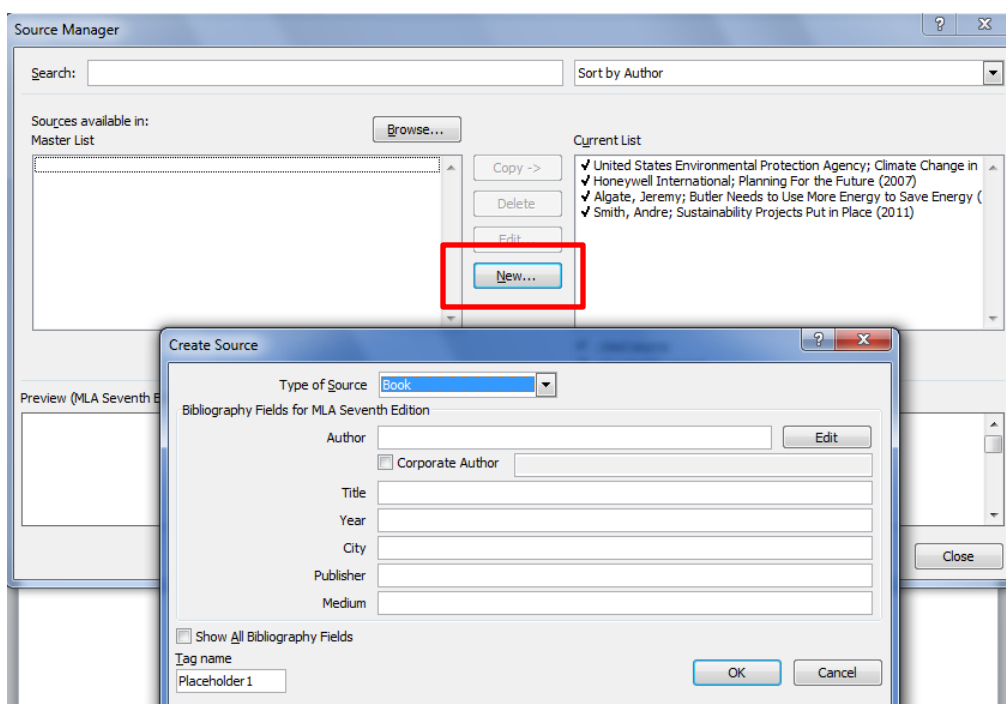 Source Manager
Search:
Sort by Author
Sources available in:
Master List
Browse...
Current List
Copy ->
Delete
Edit...
New...
✓ United States Environmental Protection Agency; Climate Change in
✓ Honeywell International; Planning For the Future (2007)
✓ Algate, Jeremy; Butler Needs to Use More Energy to Save Energy (
✓ Smith, Andre; Sustainability Projects Put in Place (2011)
Preview (MLA Seventh E
Close
Create Source
Type of Source Book
Bibliography Fields for MLA Seventh Edition
Author
Edit
Corporate Author
Title
Year
City
Publisher
Medium
Show All Bibliography Fields
Tag name
Placeholder1
OK
Cancel